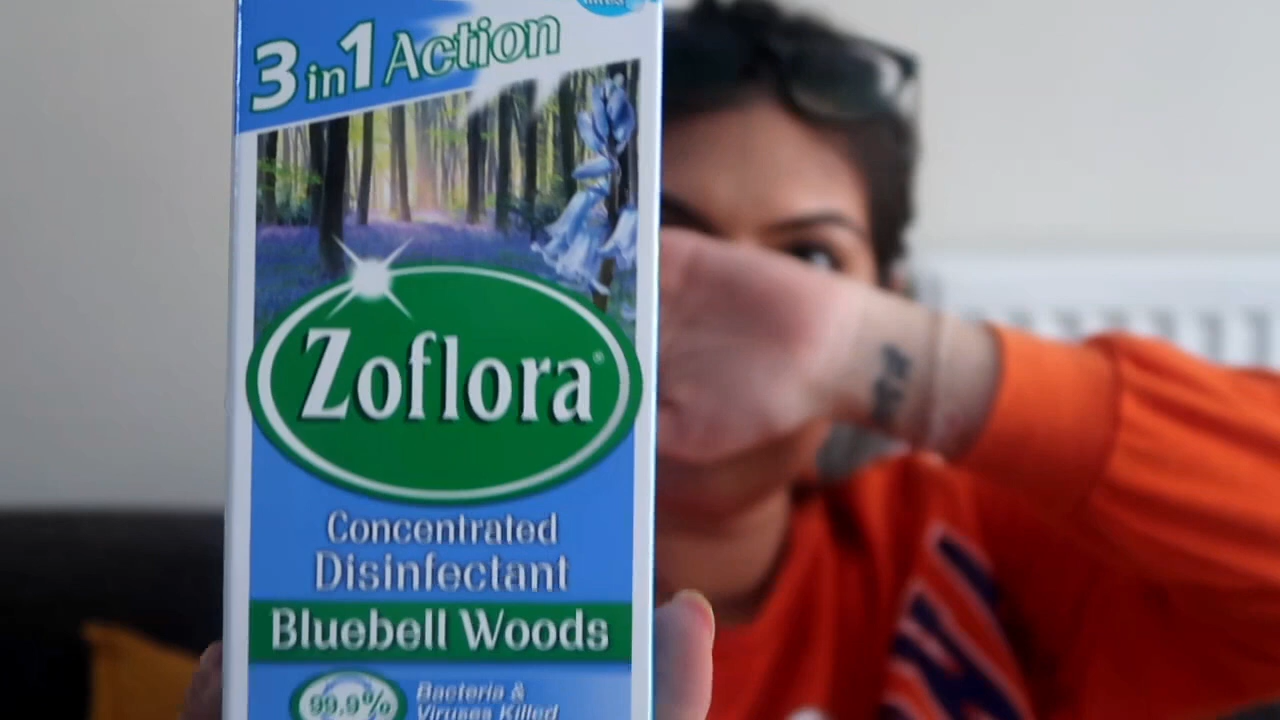 3 in 1 Action
Zoflora®
Concentrated
Disinfectant
Bluebell Woods
99.9%
Bacteria &
Viruses Killed